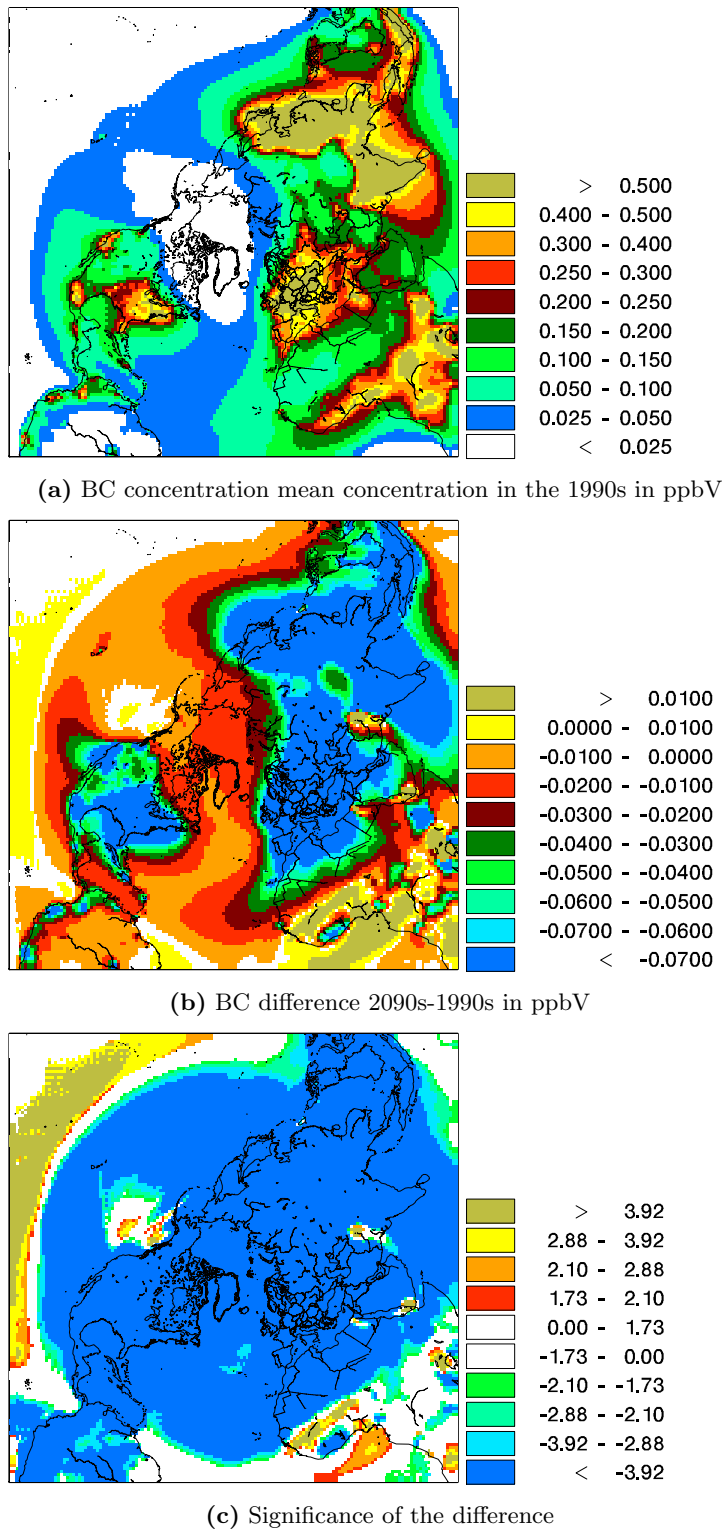 > 0.500
0.400 - 0.500
0.300 - 0.400
0.250 - 0.300
0.200 - 0.250
0.150 - 0.200
0.100 - 0.150
0.050 - 0.100
0.025 - 0.050
< 0.025
(a) BC concentration mean concentration in the 1990s in ppbV
> 0.0100
0.0000 - 0.0100
-0.0100 - 0.0000
-0.0200 - -0.0100
-0.0300 - -0.0200
-0.0400 - -0.0300
-0.0500 - -0.0400
-0.0600 - -0.0500
-0.0700 - -0.0600
< -0.0700
(b) BC difference 2090s-1990s in ppbV
> 3.92
2.88 - 3.92
2.10 - 2.88
1.73 - 2.10
0.00 - 1.73
-1.73 - 0.00
-2.10 - -1.73
-2.88 - -2.10
-3.92 - -2.88
< -3.92
(c) Significance of the difference